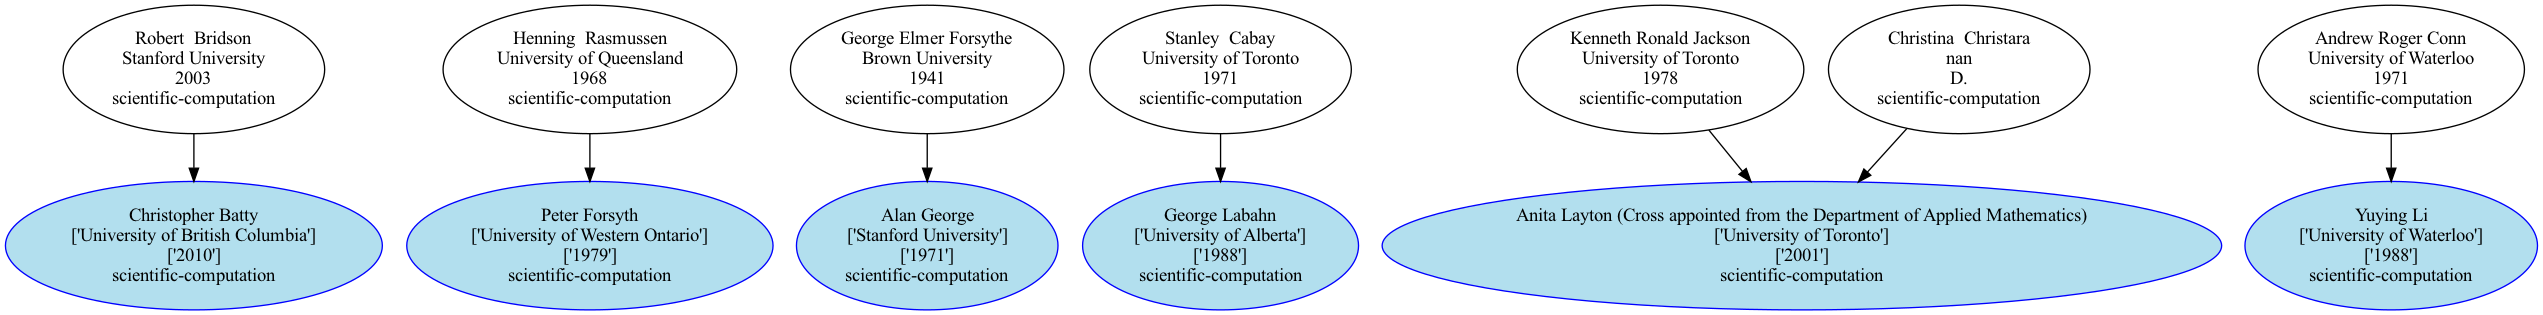 Robert  Bridson
Stanford University
2003
scientific-computation
Henning  Rasmussen
University of Queensland
1968
scientific-computation
George Elmer Forsythe
Brown University
1941
scientific-computation
Stanley  Cabay
University of Toronto
1971
scientific-computation
Kenneth Ronald Jackson
University of Toronto
1978
scientific-computation
Christina  Christara
nan
D.
scientific-computation
Andrew Roger Conn
University of Waterloo
1971
scientific-computation
Christopher Batty
['University of British Columbia']
['2010']
scientific-computation
Peter Forsyth
['University of Western Ontario']
['1979']
scientific-computation
Alan George
['Stanford University']
['1971']
scientific-computation
George Labahn
['University of Alberta']
['1988']
scientific-computation
Anita Layton (Cross appointed from the Department of Applied Mathematics)
['University of Toronto']
['2001']
scientific-computation
Yuying Li
['University of Waterloo']
['1988']
scientific-computation